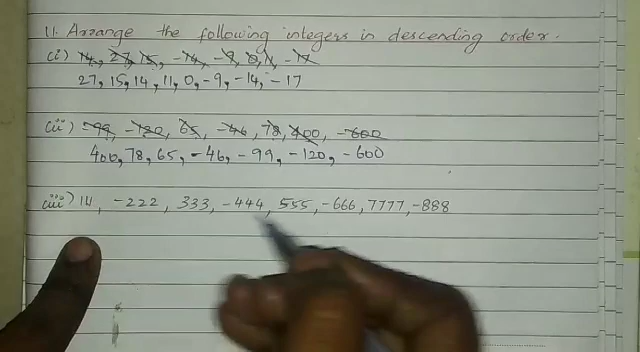 11. Arrange the following integers in descending order.
(i) 14, 27, 15, -14, -9, 0, 11, -17
27, 15, 14, 11, 0, -9, -14, -17
(ii) -99, -120, 65, -46, 78, 400, -600
400, 78, 65, -46, -99, -120, -600
(iii) 14, -222, 333, -444, 555, -666, 7777, -888